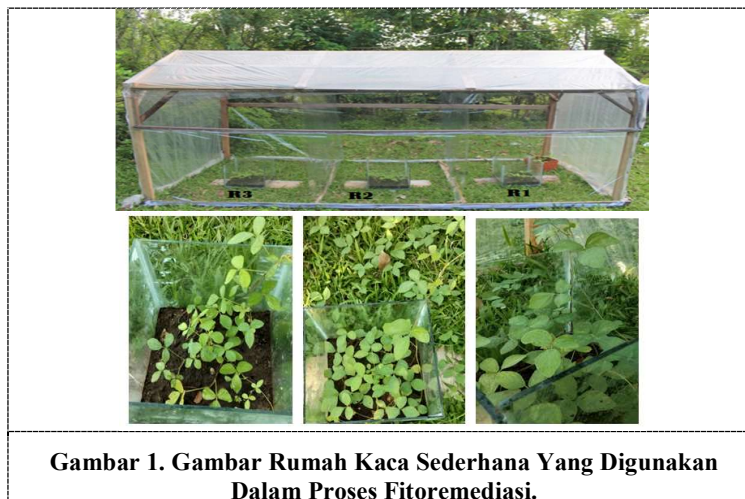 R3 R2 R1
Gambar 1. Gambar Rumah Kaca Sederhana Yang Digunakan
Dalam Proses Fitoremediasi.